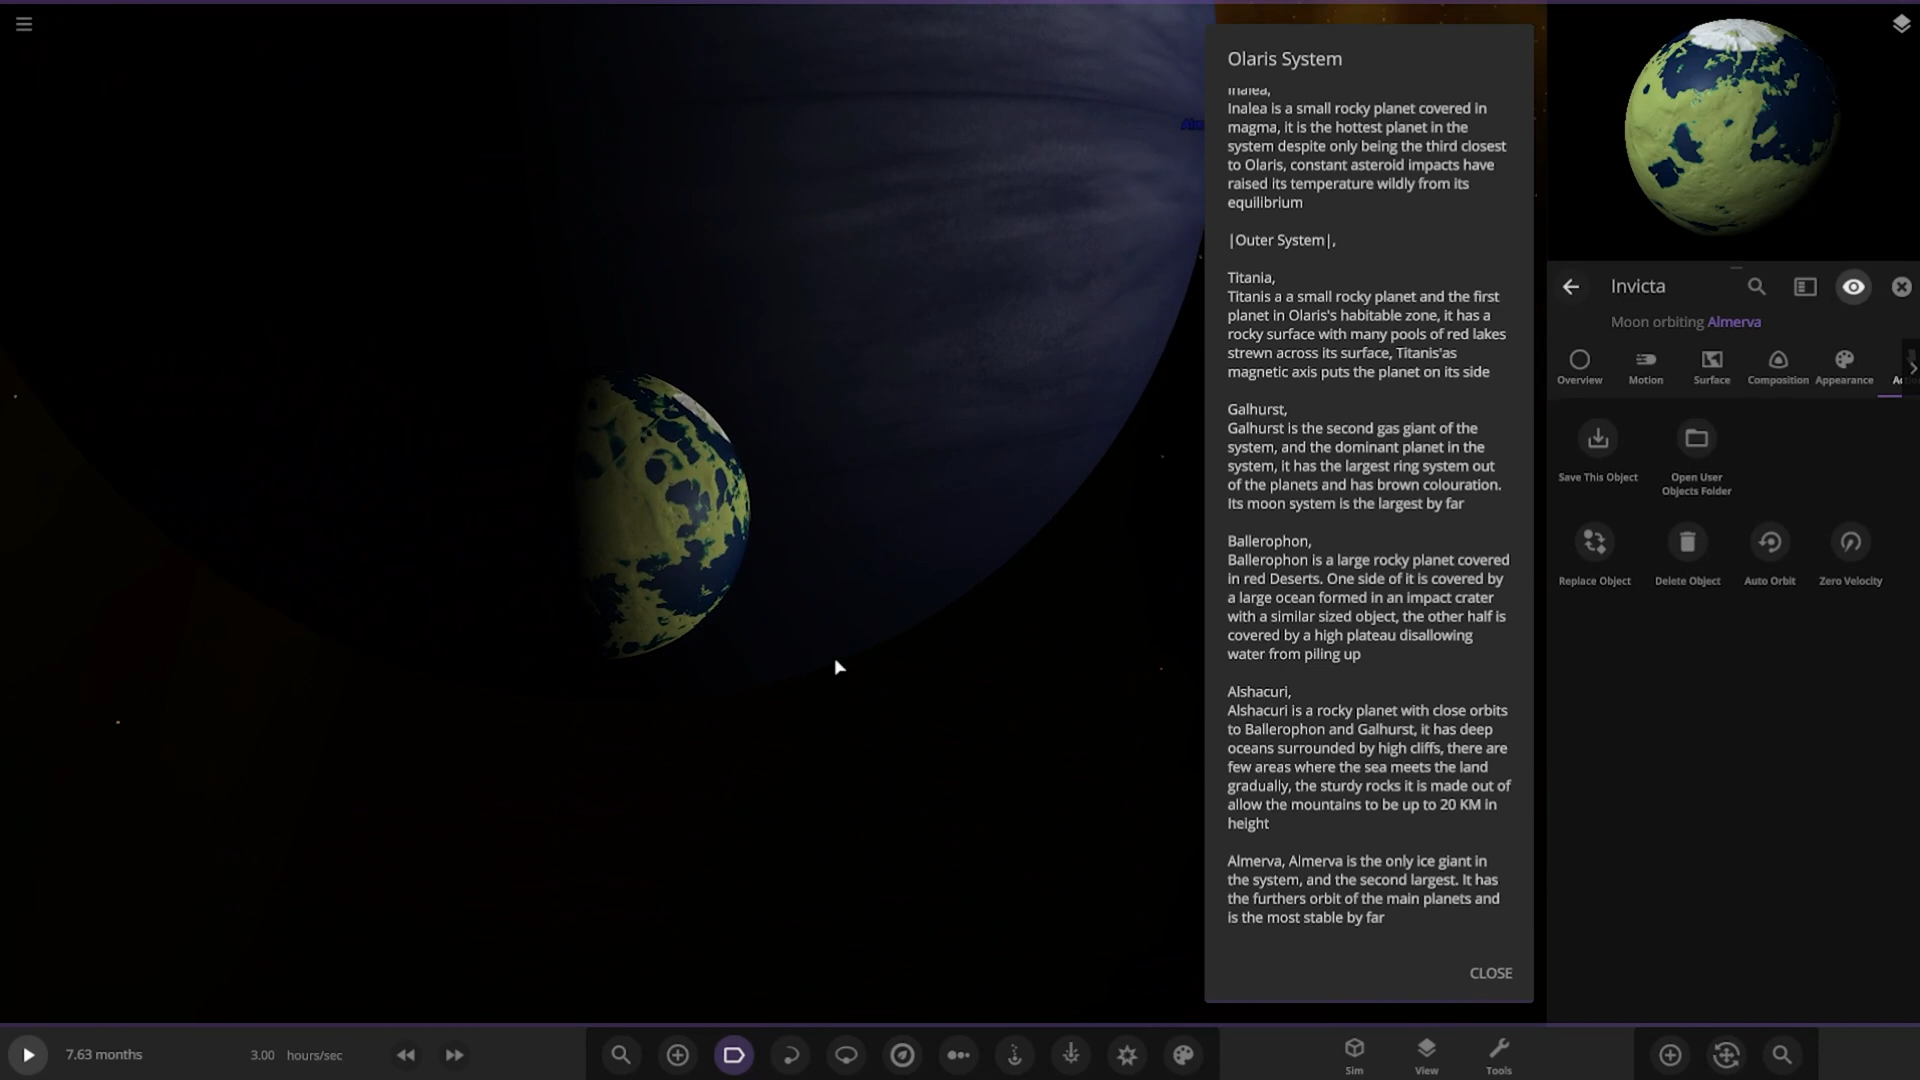 Olaris System
Inalea,
Inalea is a small rocky planet covered in
magma, it is the hottest planet in the
system despite only being the third closest
to Olaris, constant asteroid impacts have
raised its temperature wildly from its
equilibrium
|Outer System|,
Titania,
Titanis a a small rocky planet and the first
planet in Olaris's habitable zone, it has a
rocky surface with many pools of red lakes
strewn across its surface, Titanis'as
magnetic axis puts the planet on its side
Galhurst,
Galhurst is the second gas giant of the
system, and the dominant planet in the
system, it has the largest ring system out
of the planets and has brown colouration.
Its moon system is the largest by far
Ballerophon,
Ballerophon is a large rocky planet covered
in red Deserts. One side of it is covered by
a large ocean formed in an impact crater
with a similar sized object, the other half is
covered by a high plateau disallowing
water from piling up
Alshacuri,
Alshacuri is a rocky planet with close orbits
to Ballerophon and Galhurst, it has deep
oceans surrounded by high cliffs, there are
few areas where the sea meets the land
gradually, the sturdy rocks it is made out of
allow the mountains to be up to 20 KM in
height
Almerva, Almerva is the only ice giant in
the system, and the second largest. It has
the furthers orbit of the main planets and
is the most stable by far
CLOSE
Invicta
Moon orbiting Almerva
Overview Motion Surface Composition Appearance
Save This Object Open User
Objects Folder
Replace Object Delete Object Auto Orbit Zero Velocity
7.63 months 3.00 hours/sec
Sim View Tools